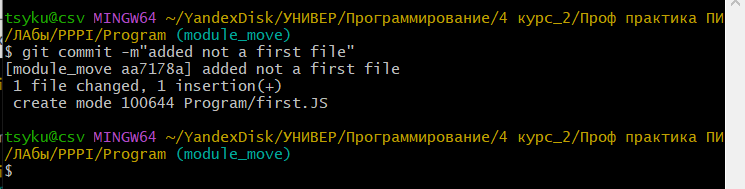 tsyku@csv MINGW64 ~/YandexDisk/УНИВЕР/Программирование/4 курс_2/Проф практика ПИ
/ЛАбы/PPPI/Program (module_move)
$ git commit -m"added not a first file"
[module_move aa7178a] added not a first file
 1 file changed, 1 insertion(+)
 create mode 100644 Program/first.JS

tsyku@csv MINGW64 ~/YandexDisk/УНИВЕР/Программирование/4 курс_2/Проф практика ПИ
/ЛАбы/PPPI/Program (module_move)
$